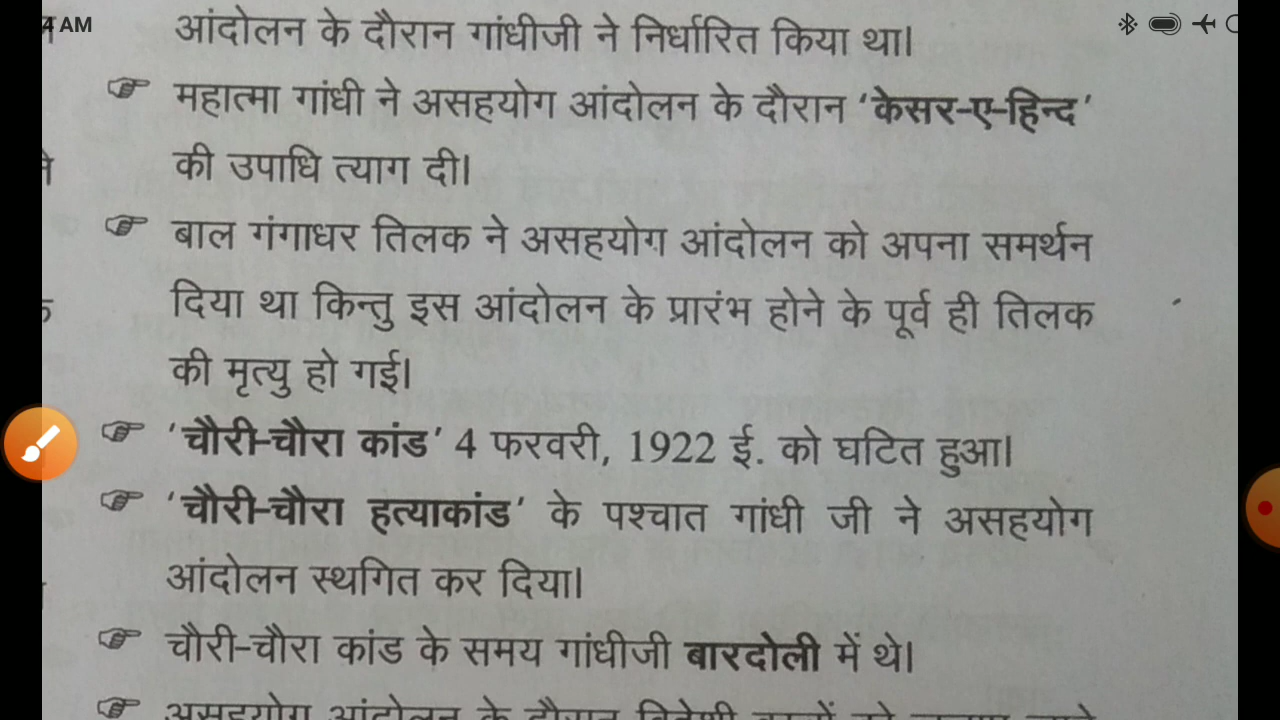 4 AM
आंदोलन के दौरान गांधीजी ने निर्धारित किया था।
महात्मा गांधी ने असहयोग आंदोलन के दौरान 'केसर-ए-हिन्द'
की उपाधि त्याग दी।
बाल गंगाधर तिलक ने असहयोग आंदोलन को अपना समर्थन
दिया था किन्तु इस आंदोलन के प्रारंभ होने के पूर्व ही तिलक
की मृत्यु हो गई।
'चौरी-चौरा कांड' 4 फरवरी, 1922 ई. को घटित हुआ।
'चौरी-चौरा हत्याकांड' के पश्चात गांधी जी ने असहयोग
आंदोलन स्थगित कर दिया।
चौरी-चौरा कांड के समय गांधीजी बारदोली में थे।
असहयोग आंदोलन के दौरान विदेशी